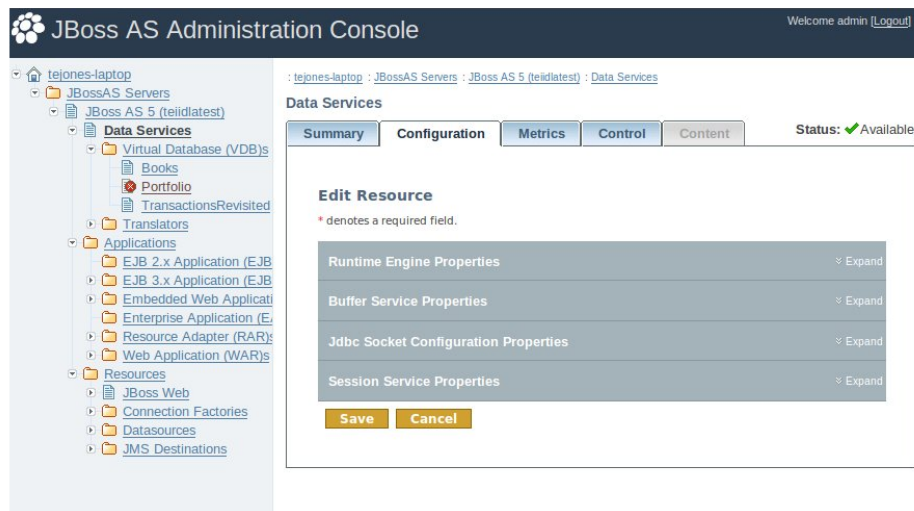 JBoss AS Administration Console
Welcome admin [Logout]
tejones-laptop
JBossAS Servers
JBoss AS 5 (teiidlatest)
Data Services
Virtual Database (VDB)s
Books
Portfolio
TransactionsRevisited
Translators
Applications
EJB 2.x Application (EJB
EJB 3.x Application (EJB
Embedded Web Applicati
Enterprise Application (EA
Resource Adapter (RAR)s
Web Application (WAR)s
Resources
JBoss Web
Connection Factories
Datasources
JMS Destinations
: tejones-laptop : JBossAS Servers : JBoss AS 5 (teiidlatest) : Data Services
Data Services
Summary Configuration Metrics Control Content Status: Available
Edit Resource
* denotes a required field.
Runtime Engine Properties Expand
Buffer Service Properties Expand
Jdbc Socket Configuration Properties Expand
Session Service Properties Expand
Save Cancel